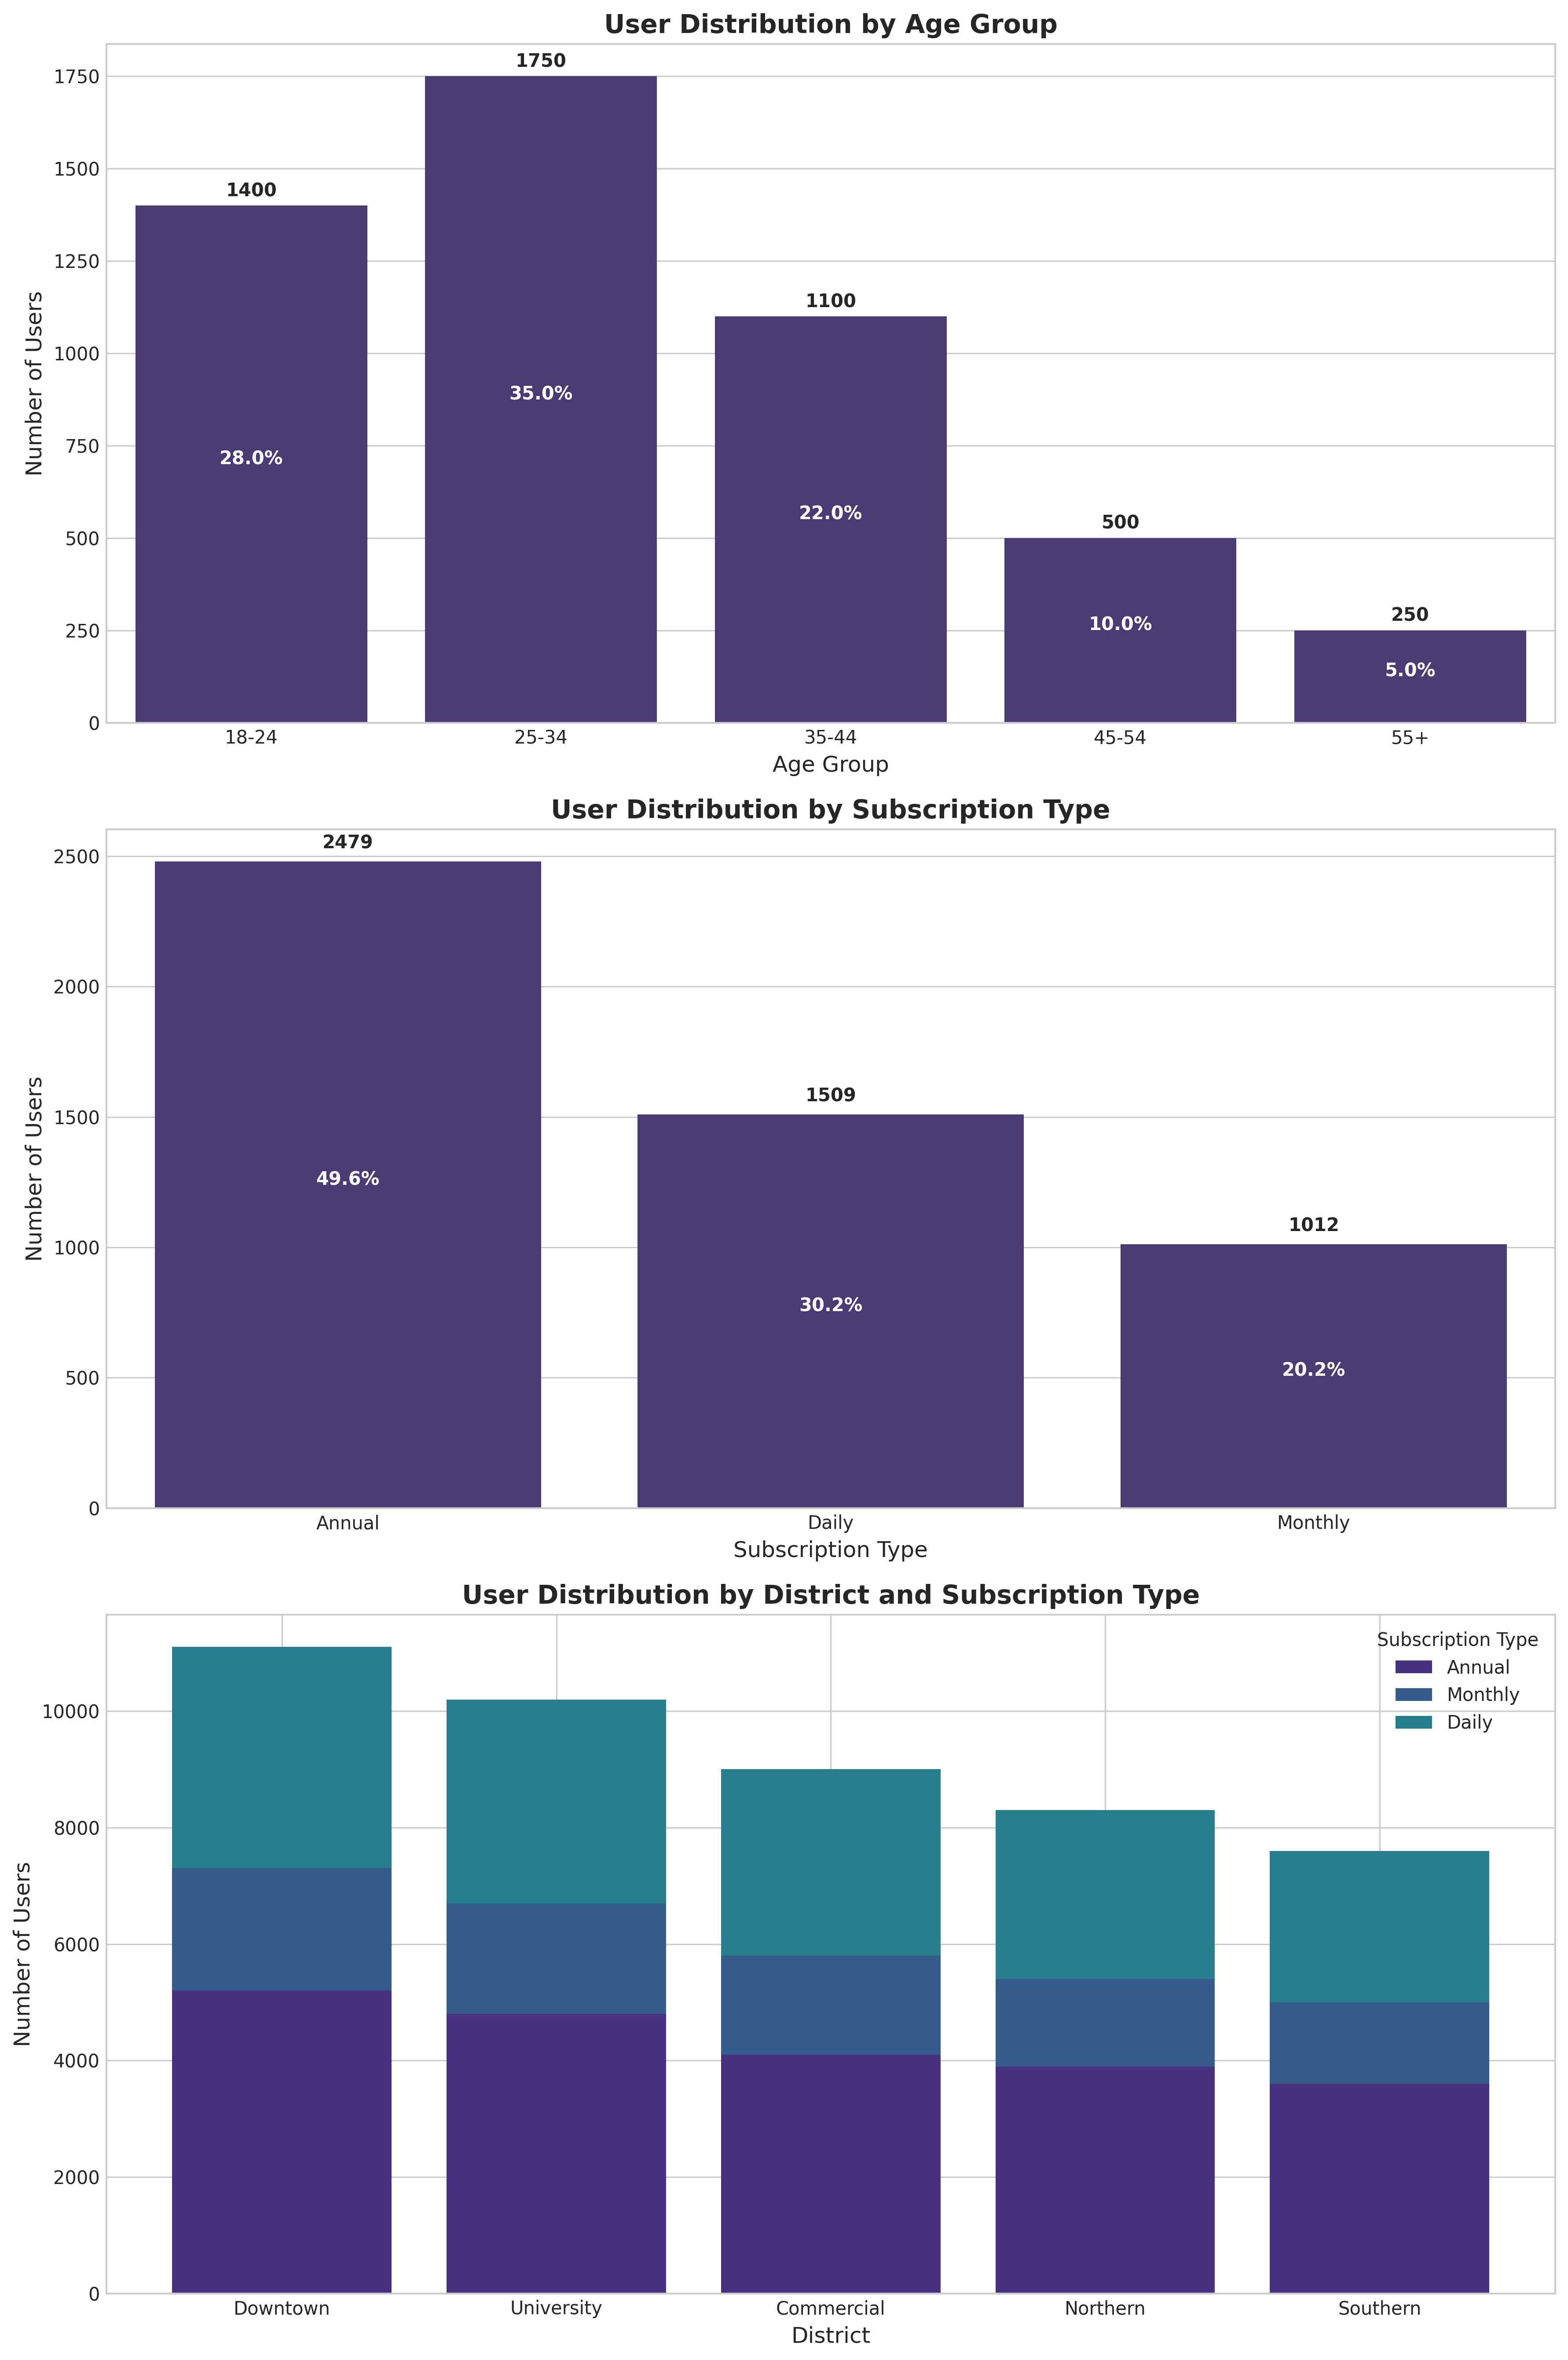 User Distribution by Age Group
Number of Users
1750
1500
1250
1000
750
500
250
0
1400
1750
1100
500
250
28.0%
35.0%
22.0%
10.0%
5.0%
18-24
25-34
35-44
45-54
55+
Age Group
User Distribution by Subscription Type
Number of Users
2500
2000
1500
1000
500
0
2479
1509
1012
49.6%
30.2%
20.2%
Annual
Daily
Monthly
Subscription Type
User Distribution by District and Subscription Type
Number of Users
10000
8000
6000
4000
2000
0
Subscription Type
Annual
Monthly
Daily
Downtown
University
Commercial
Northern
Southern
District